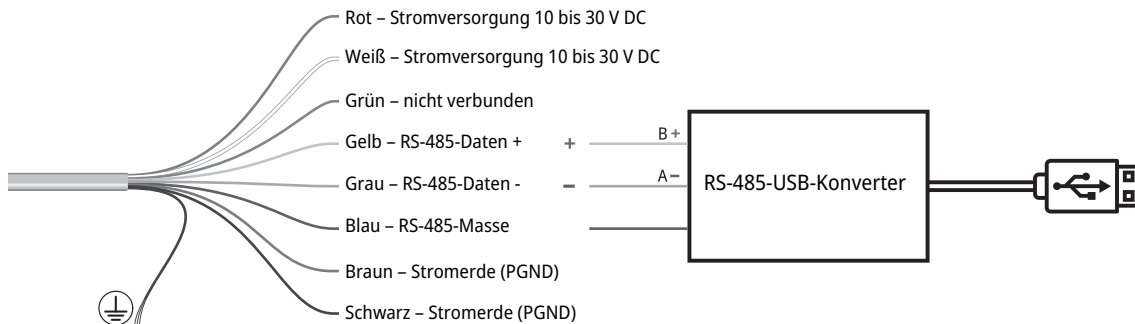 Rot – Stromversorgung 10 bis 30 V DC
Weiß – Stromversorgung 10 bis 30 V DC
Grün – nicht verbunden
Gelb – RS-485-Daten +
+
B +
Grau – RS-485-Daten -
–
A –
RS-485-USB-Konverter
Blau – RS-485-Masse
Braun – Stromerde (PGND)
Schwarz – Stromerde (PGND)